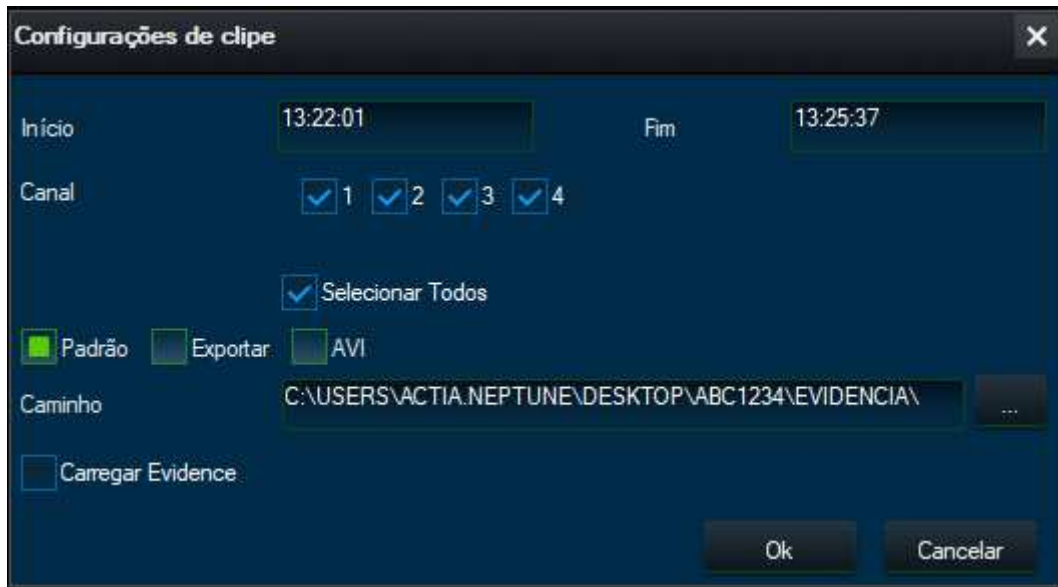 Configurações de clipe
Início 13:22:01 Fim 13:25:37
Canal 1 2 3 4
Selecionar Todos
Padrão Exportar AVI
Caminho C:\USERS\ACTIA.NEPTUNE\DESKTOP\ABC1234\EVIDENCIA\ ...
Carregar Evidence
Ok Cancelar